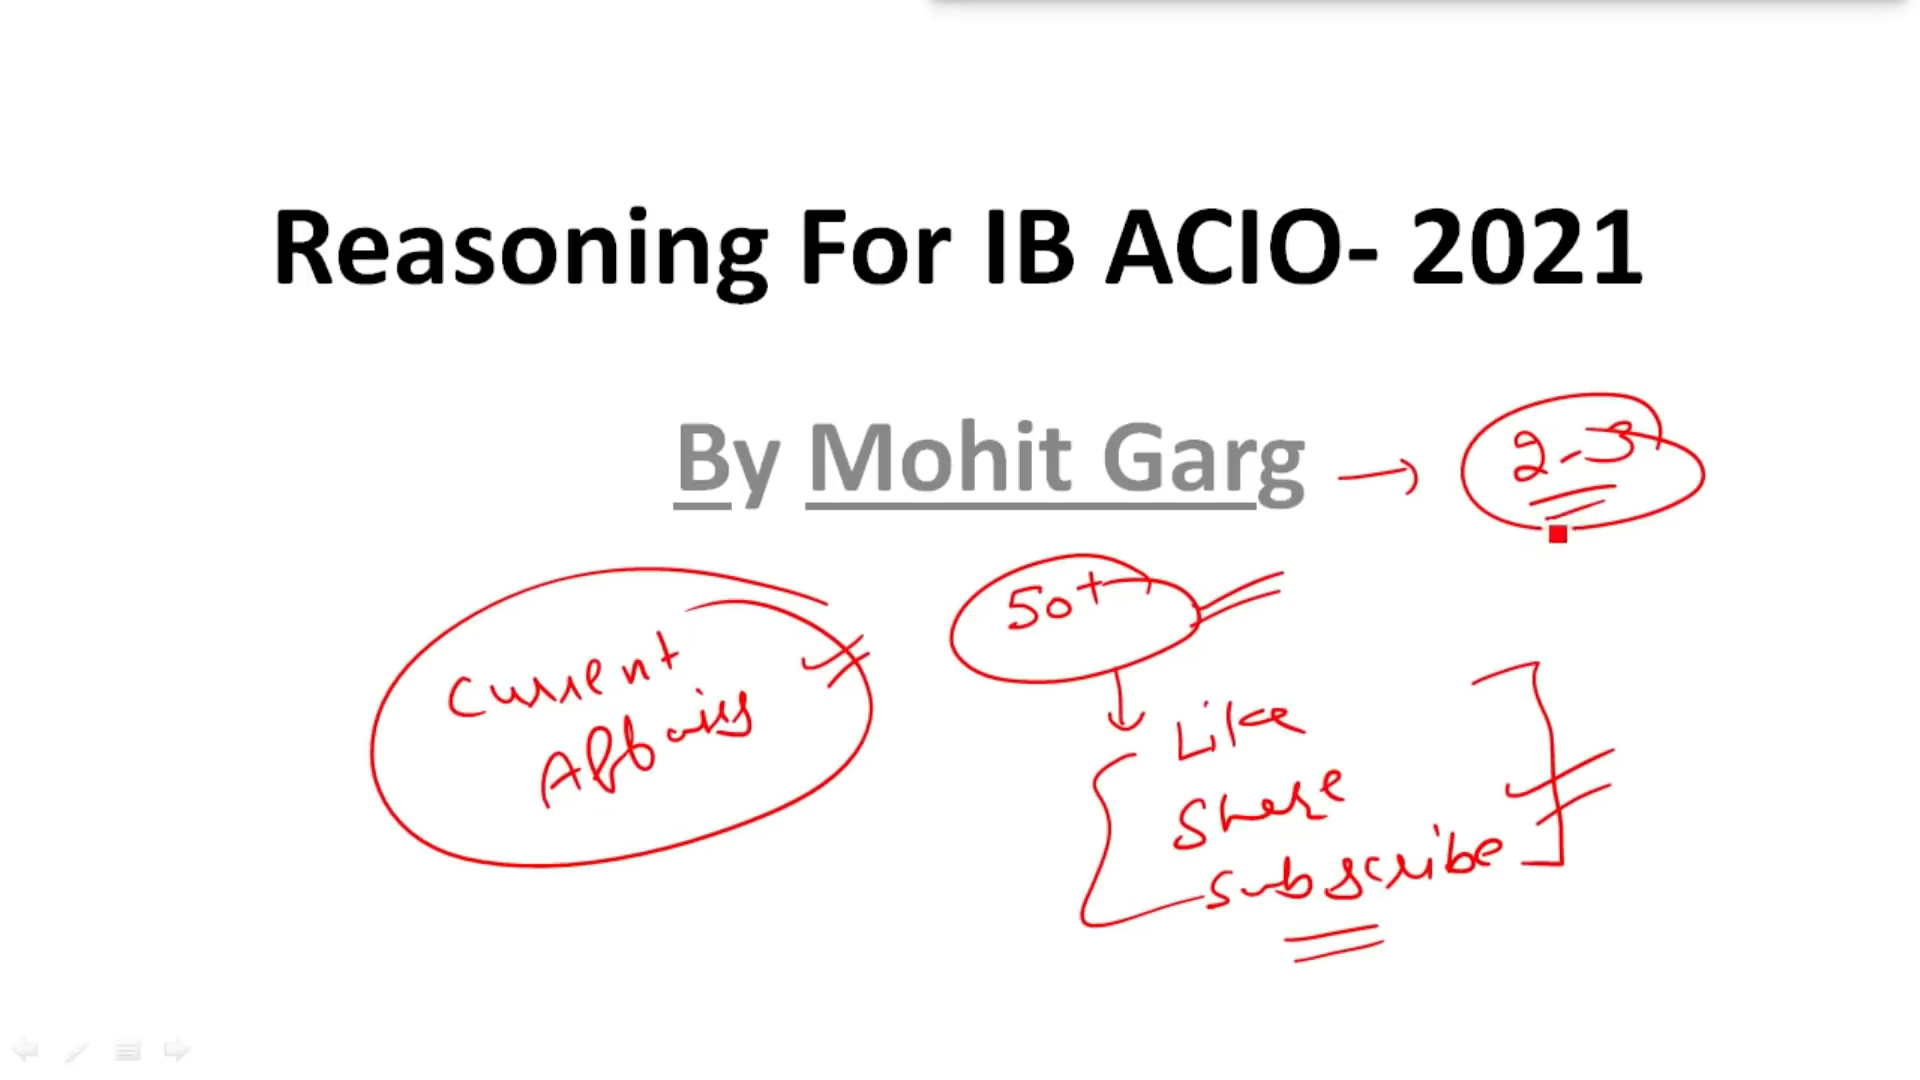 Reasoning For IB ACIO- 2021
By Mohit Garg → 2-3
50+
Current
Affairs
Like
Share
Subscribe